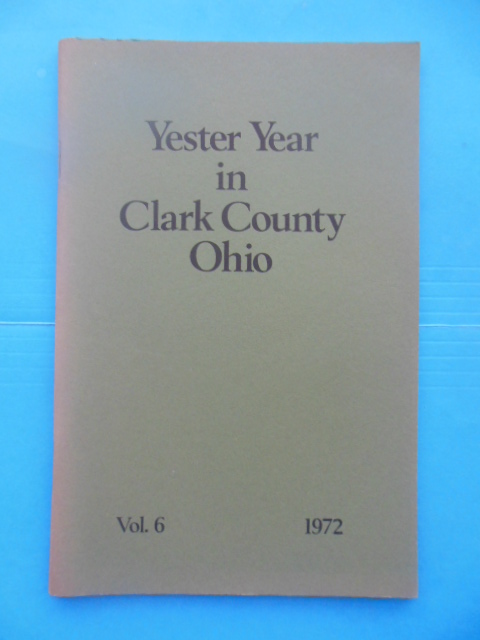 Yester Year
in
Clark County
Ohio
Vol. 6 1972